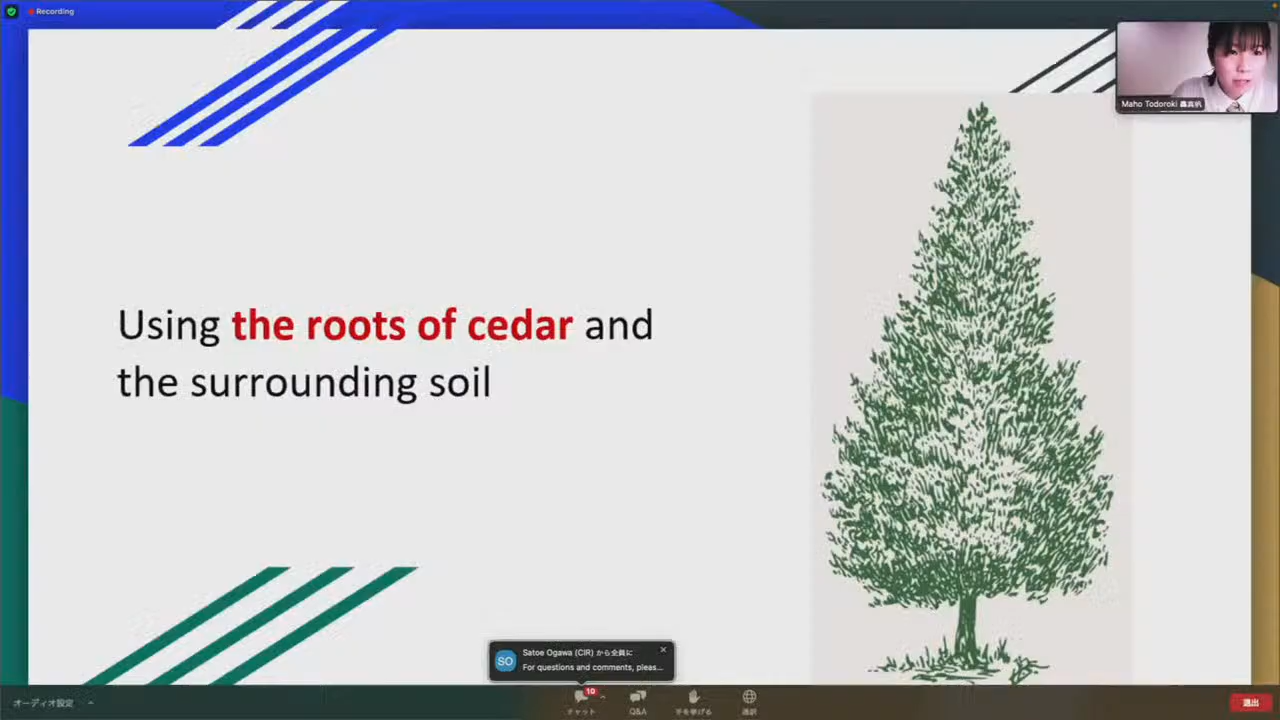 Recording
Maho Todoroki 轟真帆
Using the roots of cedar and
the surrounding soil
SO
Satoe Ogawa (CIR) から全員に
For questions and comments, pleas...
オーディオ設定
10
チャット
Q&A
手を挙げる
通訳
退出